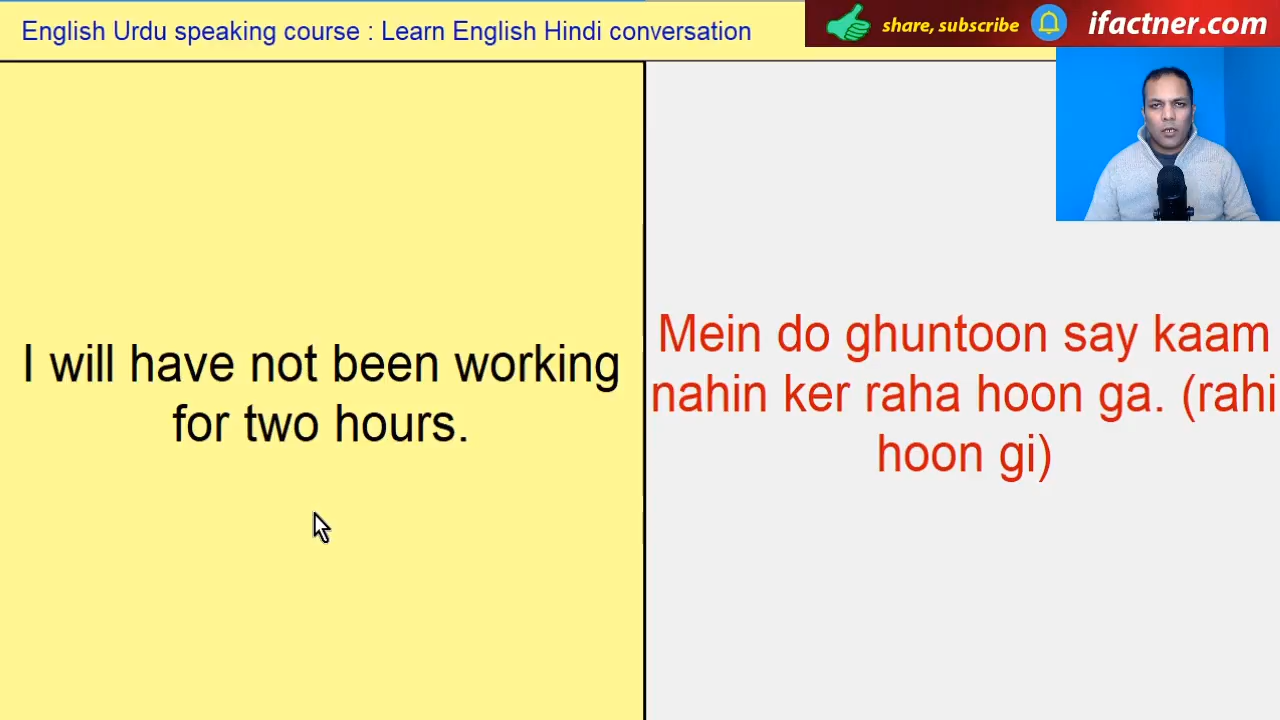 English Urdu speaking course : Learn English Hindi conversation
share, subscribe
ifactner.com
I will have not been working
for two hours.
Mein do ghuntoon say kaam
nahin ker raha hoon ga. (rahi
hoon gi)